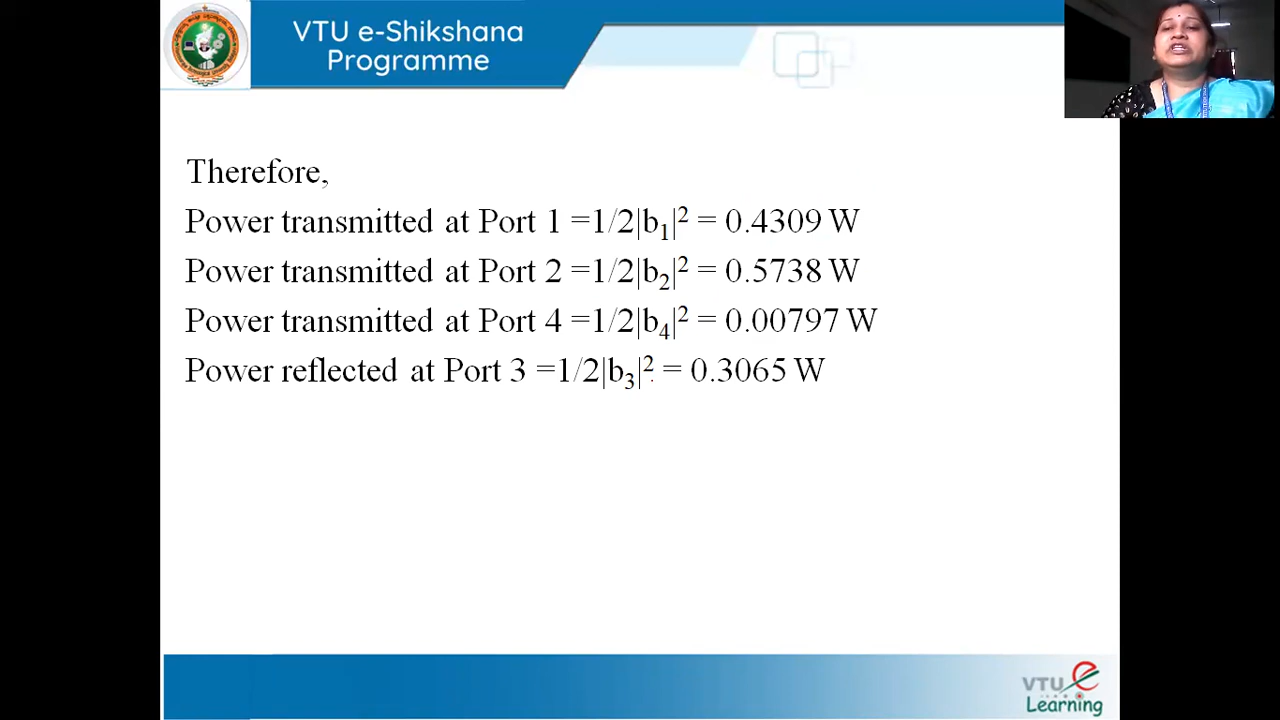 VTU e-Shikshana
Programme
Therefore,
Power transmitted at Port 1 =1/2|b₁|² = 0.4309 W
Power transmitted at Port 2 =1/2|b₂|² = 0.5738 W
Power transmitted at Port 4 =1/2|b₄|² = 0.00797 W
Power reflected at Port 3 =1/2|b₃|² = 0.3065 W
VTU e
Learning